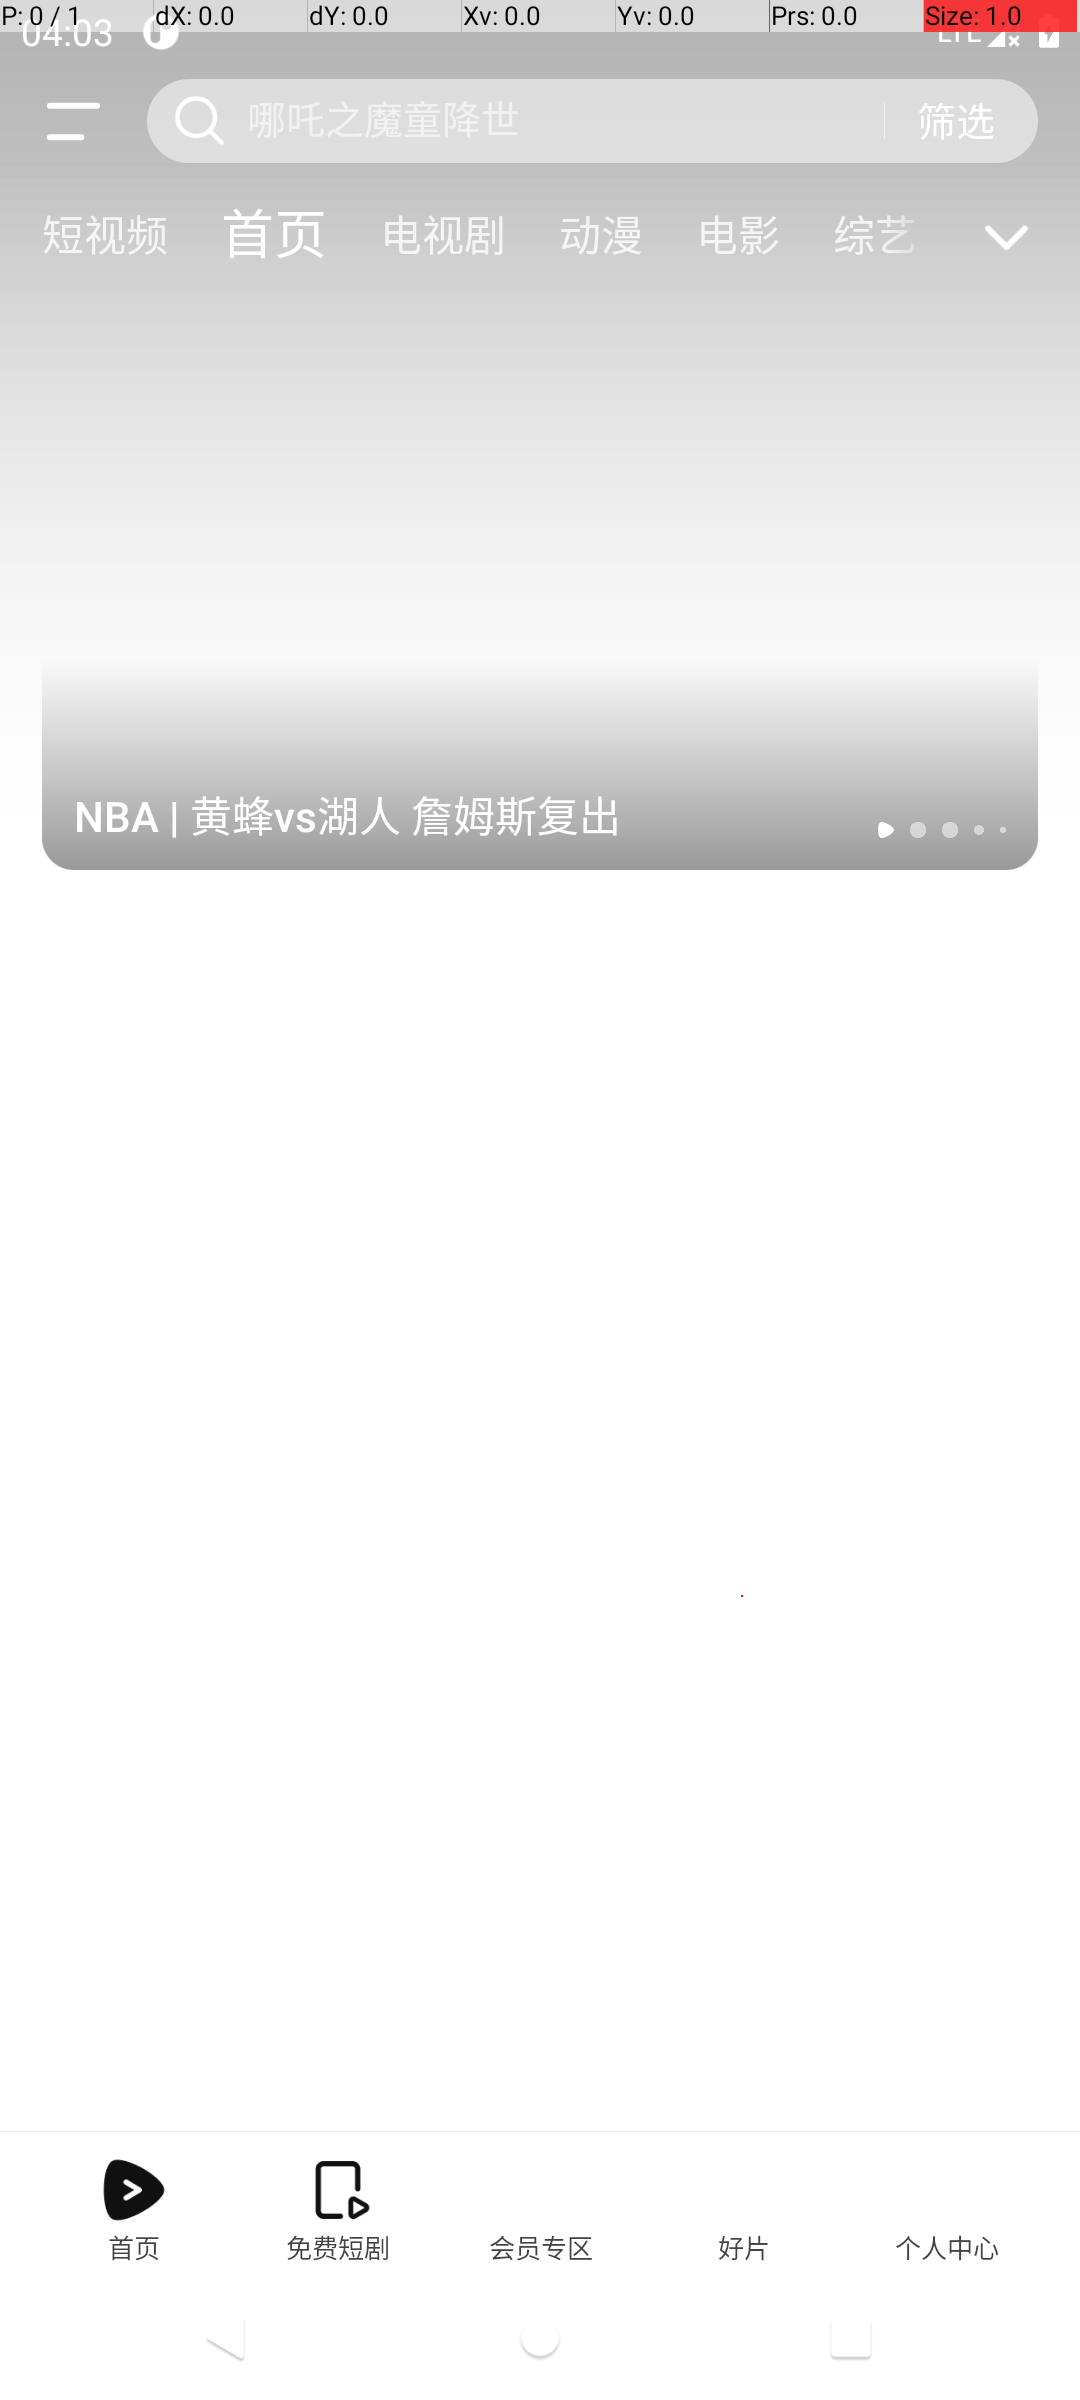 P: 0 / 1 dX: 0.0 dY: 0.0 Xv: 0.0 Yv: 0.0 Prs: 0.0 Size: 1.0
04:03 LTE
哪吒之魔童降世 筛选
短视频 首页 电视剧 动漫 电影 综艺
NBA | 黄蜂vs湖人 詹姆斯复出
首页 免费短剧 会员专区 好片 个人中心